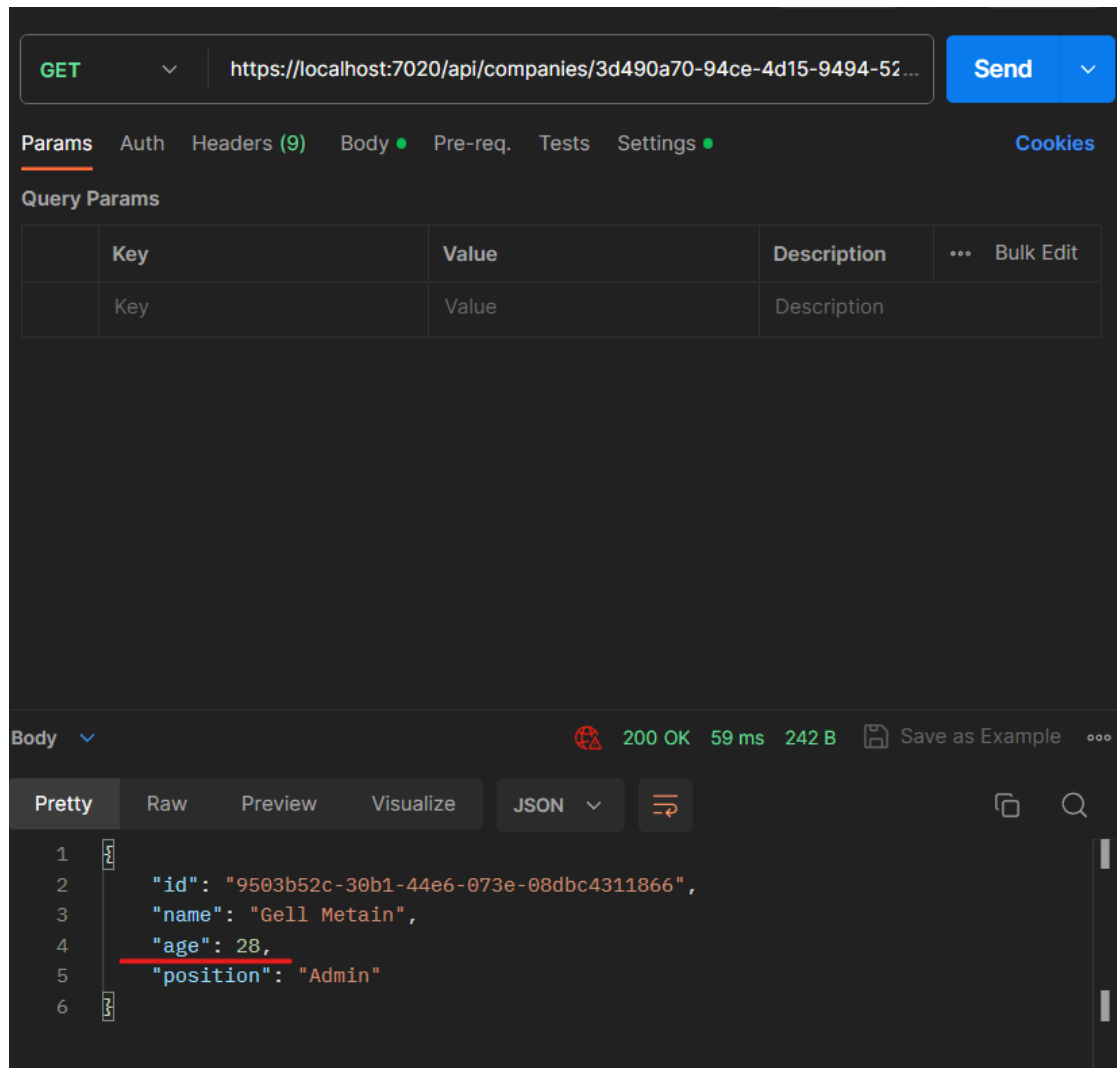 GET https://localhost:7020/api/companies/3d490a70-94ce-4d15-9494-52... Send
Params Auth Headers (9) Body Pre-req. Tests Settings Cookies
Query Params
Key Value Description Bulk Edit
Key Value Description
Body 200 OK 59 ms 242 B Save as Example
Pretty Raw Preview Visualize JSON
1 {
2 "id": "9503b52c-30b1-44e6-073e-08dbc4311866",
3 "name": "Gell Metain",
4 "age": 28,
5 "position": "Admin"
6 }